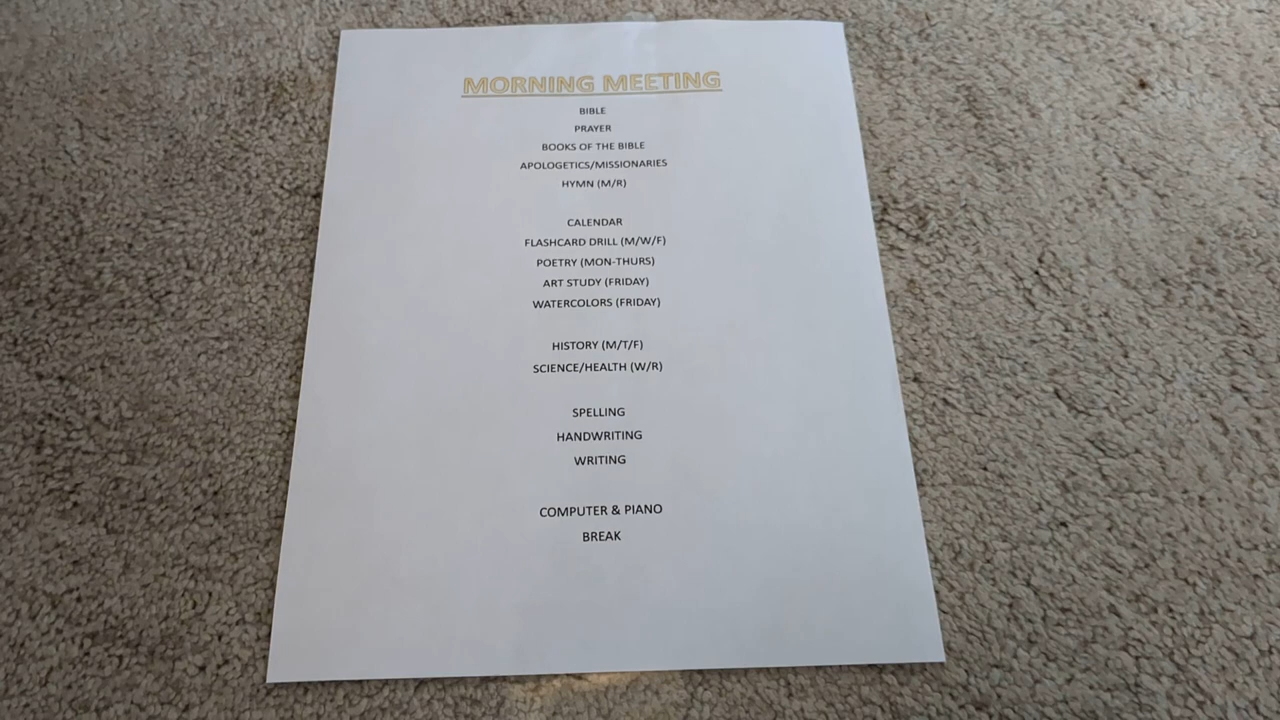 MORNING MEETING
BIBLE
PRAYER
BOOKS OF THE BIBLE
APOLOGETICS/MISSIONARIES
HYMN (M/R)
CALENDAR
FLASHCARD DRILL (M/W/F)
POETRY (MON-THURS)
ART STUDY (FRIDAY)
WATERCOLORS (FRIDAY)
HISTORY (M/T/F)
SCIENCE/HEALTH (W/R)
SPELLING
HANDWRITING
WRITING
COMPUTER & PIANO
BREAK